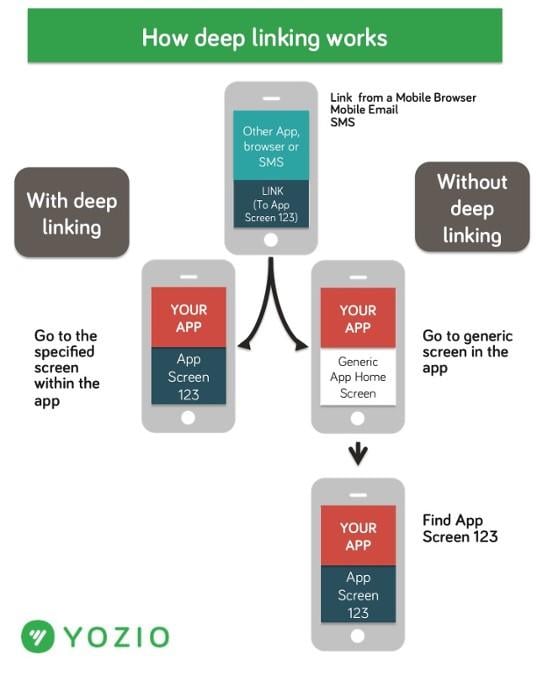 How deep linking works
Link from a Mobile Browser
Mobile Email
SMS
Other App,
browser or
SMS
LINK
(To App
Screen 123)
With deep
linking
Without
deep
linking
Go to the
specified
screen
within the
app
YOUR
APP
App
Screen
123
YOUR
APP
Generic
App Home
Screen
Go to generic
screen in the
app
YOUR
APP
App
Screen
123
Find App
Screen 123
YOZIO